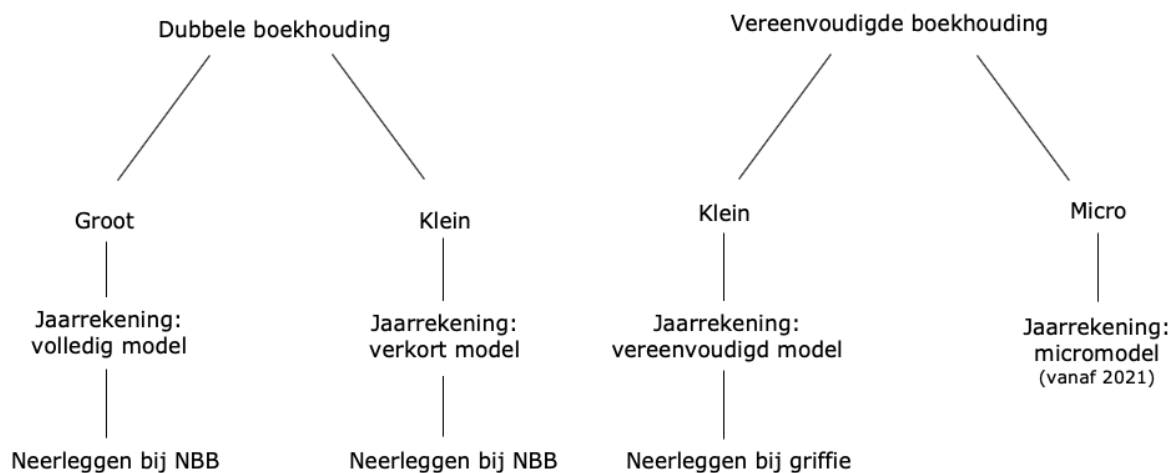 Dubbele boekhouding
Vereenvoudigde boekhouding
Groot
Klein
Klein
Micro
Jaarrekening:
volledig model
Jaarrekening:
verkort model
Jaarrekening:
vereenvoudigd model
Jaarrekening:
micromodel
(vanaf 2021)
Neerleggen bij NBB
Neerleggen bij NBB
Neerleggen bij griffie